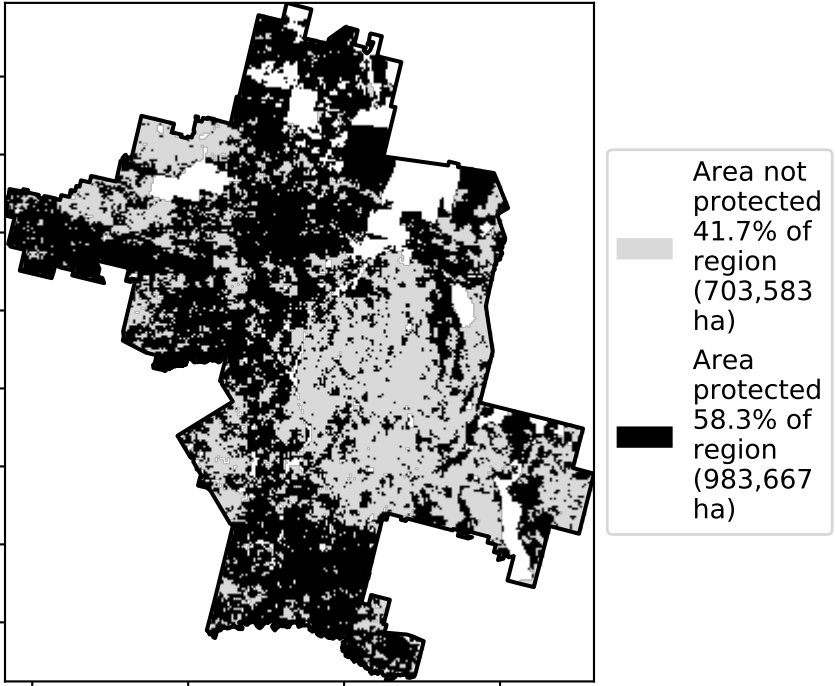 Area not
protected
41.7% of
region
(703,583
ha)
Area
protected
58.3% of
region
(983,667
ha)